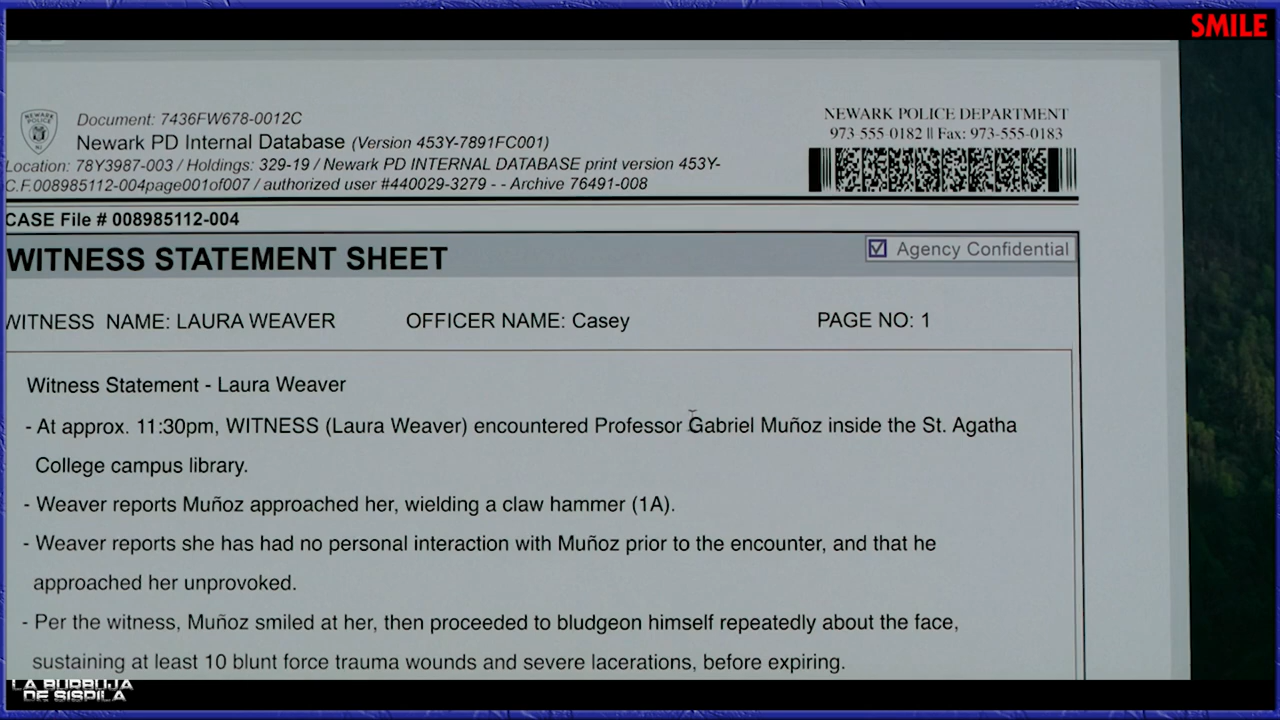 SMILE
NEWARK
POLICE
Document: 7436FW678-0012C
Newark PD Internal Database (Version 453Y-7891FC001)
Location: 78Y3987-003 / Holdings: 329-19 / Newark PD INTERNAL DATABASE print version 453Y-
C.F.008985112-004page001of007 / authorized user #440029-3279 - - Archive 76491-008
NEWARK POLICE DEPARTMENT
973 555 0182 || Fax: 973-555-0183
CASE File # 008985112-004
WITNESS STATEMENT SHEET
Agency Confidential
WITNESS NAME: LAURA WEAVER OFFICER NAME: Casey PAGE NO: 1
Witness Statement - Laura Weaver
- At approx. 11:30pm, WITNESS (Laura Weaver) encountered Professor Gabriel Muñoz inside the St. Agatha
College campus library.
- Weaver reports Muñoz approached her, wielding a claw hammer (1A).
- Weaver reports she has had no personal interaction with Muñoz prior to the encounter, and that he
approached her unprovoked.
- Per the witness, Muñoz smiled at her, then proceeded to bludgeon himself repeatedly about the face,
sustaining at least 10 blunt force trauma wounds and severe lacerations, before expiring.
LA BURBUJA
DE SISPILA